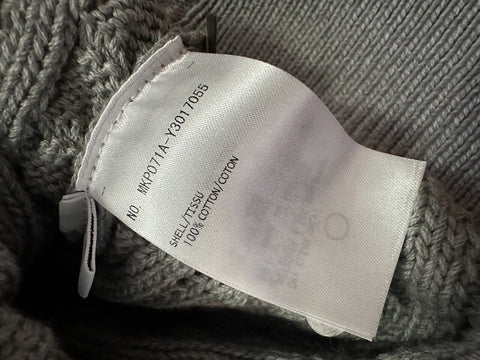 NO. MKP071A-Y3017055
SHELL/TISSU
100% COTTON/COTON